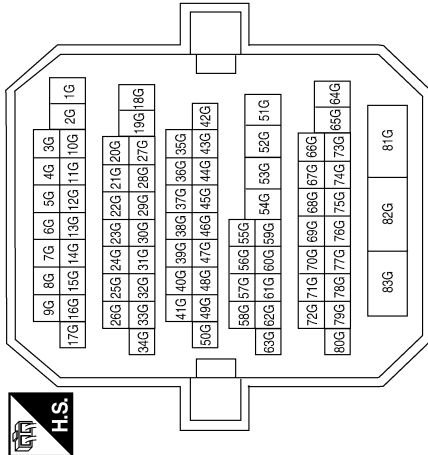 H.S.
9G 8G 7G 6G 5G 4G 3G
17G 16G 15G 14G 13G 12G 11G 10G 2G 1G
26G 25G 24G 23G 22G 21G 20G
34G 33G 32G 31G 30G 29G 28G 27G 19G 18G
41G 40G 39G 38G 37G 36G 35G
50G 49G 48G 47G 46G 45G 44G 43G 42G
58G 57G 56G 55G
63G 62G 61G 60G 59G 54G 53G 52G 51G
72G 71G 70G 69G 68G 67G 66G
80G 79G 78G 77G 76G 75G 74G 73G 65G 64G
83G 82G 81G